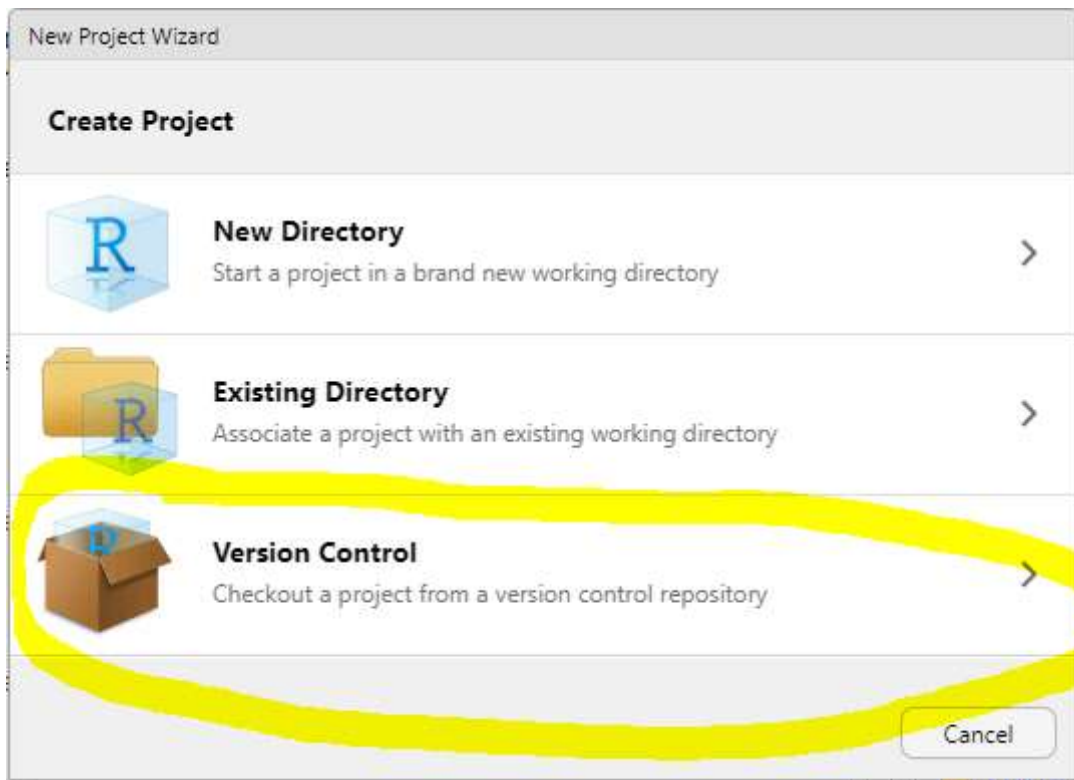 New Project Wizard
Create Project
R
New Directory
Start a project in a brand new working directory
R
Existing Directory
Associate a project with an existing working directory
R
Version Control
Checkout a project from a version control repository
Cancel